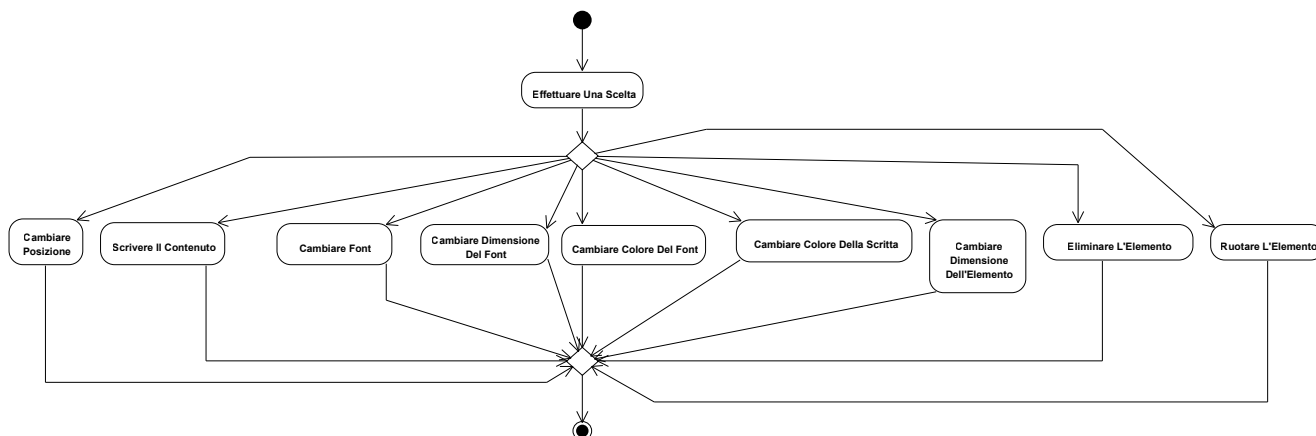 Effettuare Una Scelta
Cambiare
Posizione
Scrivere Il Contenuto
Cambiare Font
Cambiare Dimensione
Del Font
Cambiare Colore Del Font
Cambiare Colore Della Scritta
Cambiare
Dimensione
Dell'Elemento
Eliminare L'Elemento
Ruotare L'Elemento